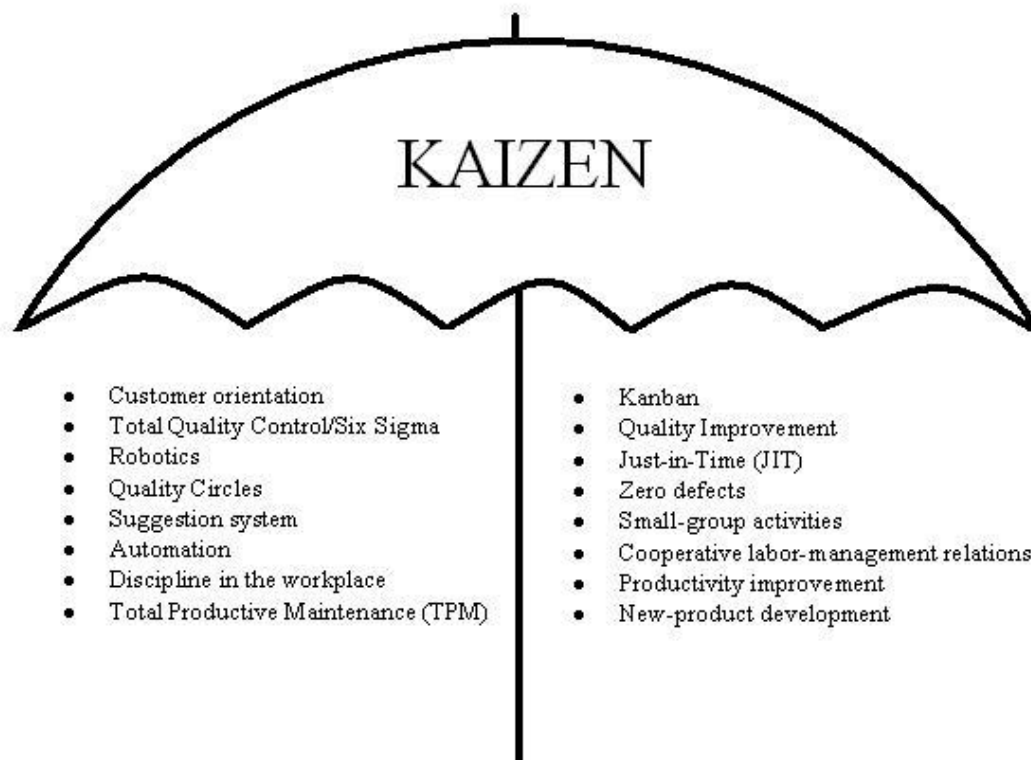 KAIZEN
Customer orientation
Total Quality Control/Six Sigma
Robotics
Quality Circles
Suggestion system
Automation
Discipline in the workplace
Total Productive Maintenance (TPM)
Kanban
Quality Improvement
Just-in-Time (JIT)
Zero defects
Small-group activities
Cooperative labor-management relations
Productivity improvement
New-product development